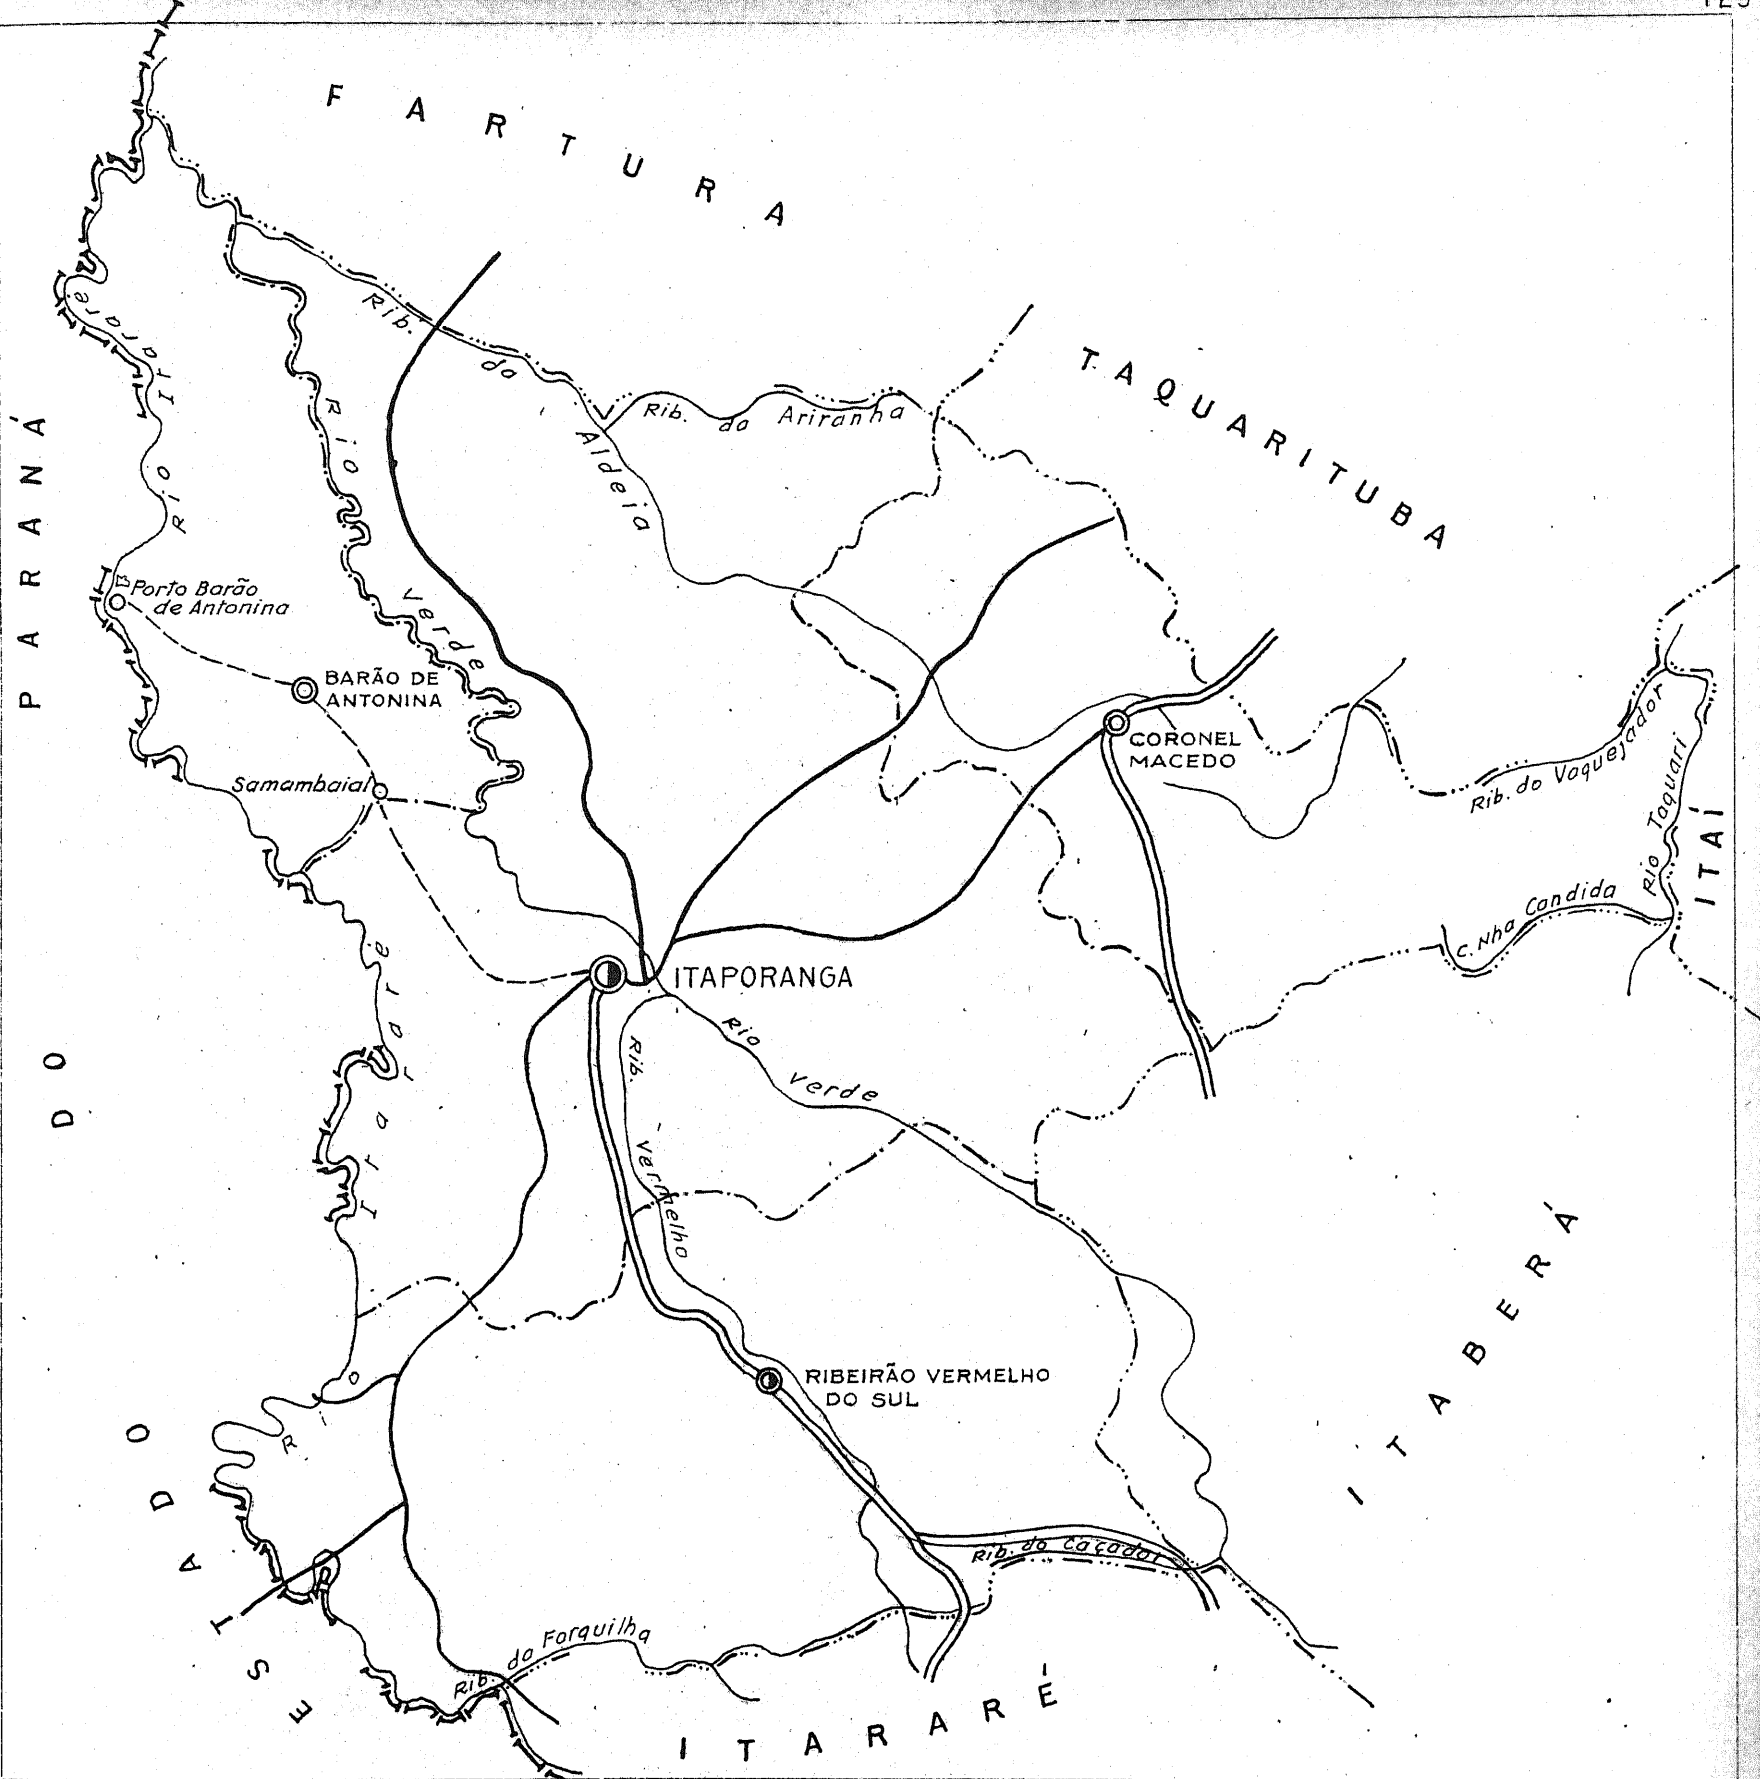 FARTURA
TAQUARITUBA
ITAÍ
ITABERÁ
ITARARÉ
ESTADO DO PARANÁ
Rio Itararé
Rib. da Aldeia
Rib. da Ariranha
Rio Verde
Porto Barão
de Antonina
BARÃO DE
ANTONINA
Samambaial
CORONEL
MACEDO
Rib. do Vaquejador
Rio Taquari
C. Nha Candida
ITAPORANGA
Rio Verde
Rib. Vermelho
Rio Itararé
RIBEIRÃO VERMELHO
DO SUL
Rib. do Caçador
Rib. da Forquilha